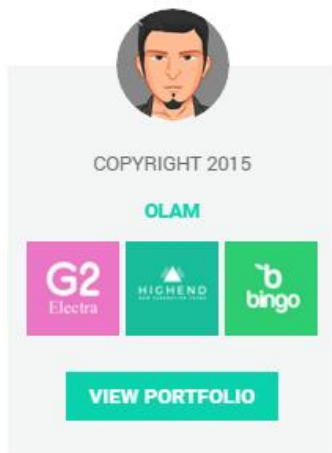 COPYRIGHT 2015
OLAM
G2
Electra
HIGHEND
b
bingo
VIEW PORTFOLIO